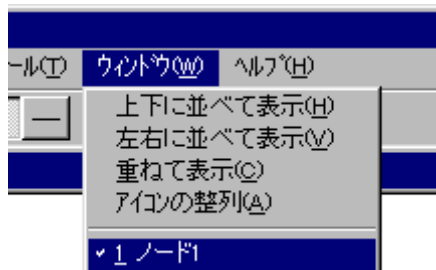 ール(T) ウィンドウ(W) ヘルプ(H)
上下に並べて表示(H)
左右に並べて表示(V)
重ねて表示(C)
アイコンの整列(A)
1 ノード1